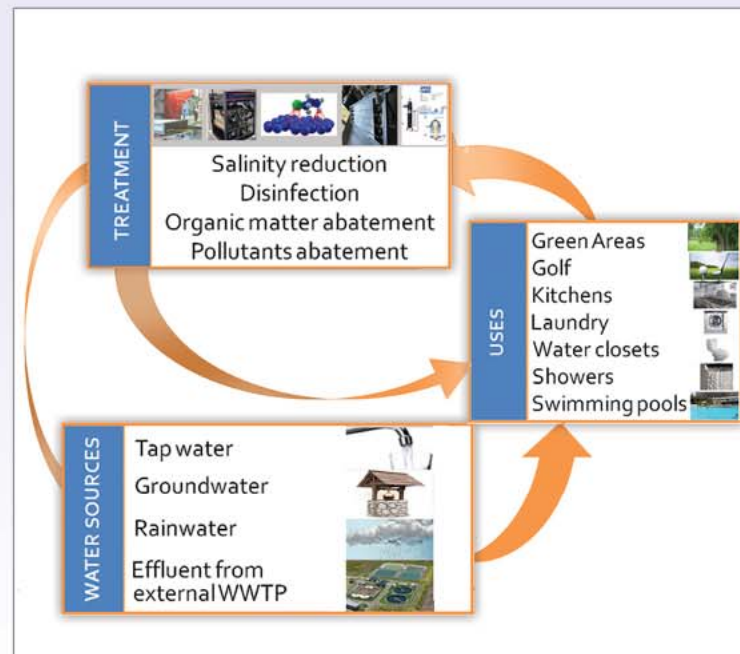 TREATMENT
Salinity reduction
Disinfection
Organic matter abatement
Pollutants abatement
USES
Green Areas
Golf
Kitchens
Laundry
Water closets
Showers
Swimming pools
WATER SOURCES
Tap water
Groundwater
Rainwater
Effluent from
external WWTP